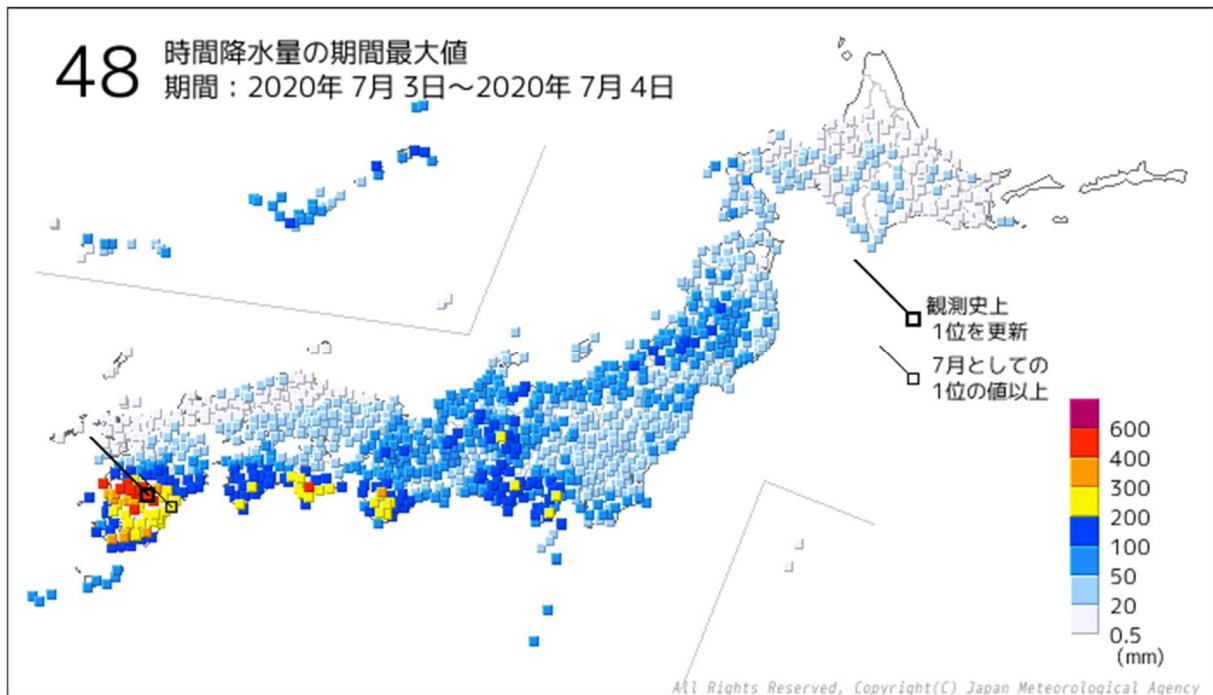 48 時間降水量の期間最大値
期間：2020年 7月 3日～2020年 7月 4日
観測史上
1位を更新
7月としての
1位の値以上
600
400
300
200
100
50
20
0.5
(mm)
All Rights Reserved, Copyright(C) Japan Meteorological Agency